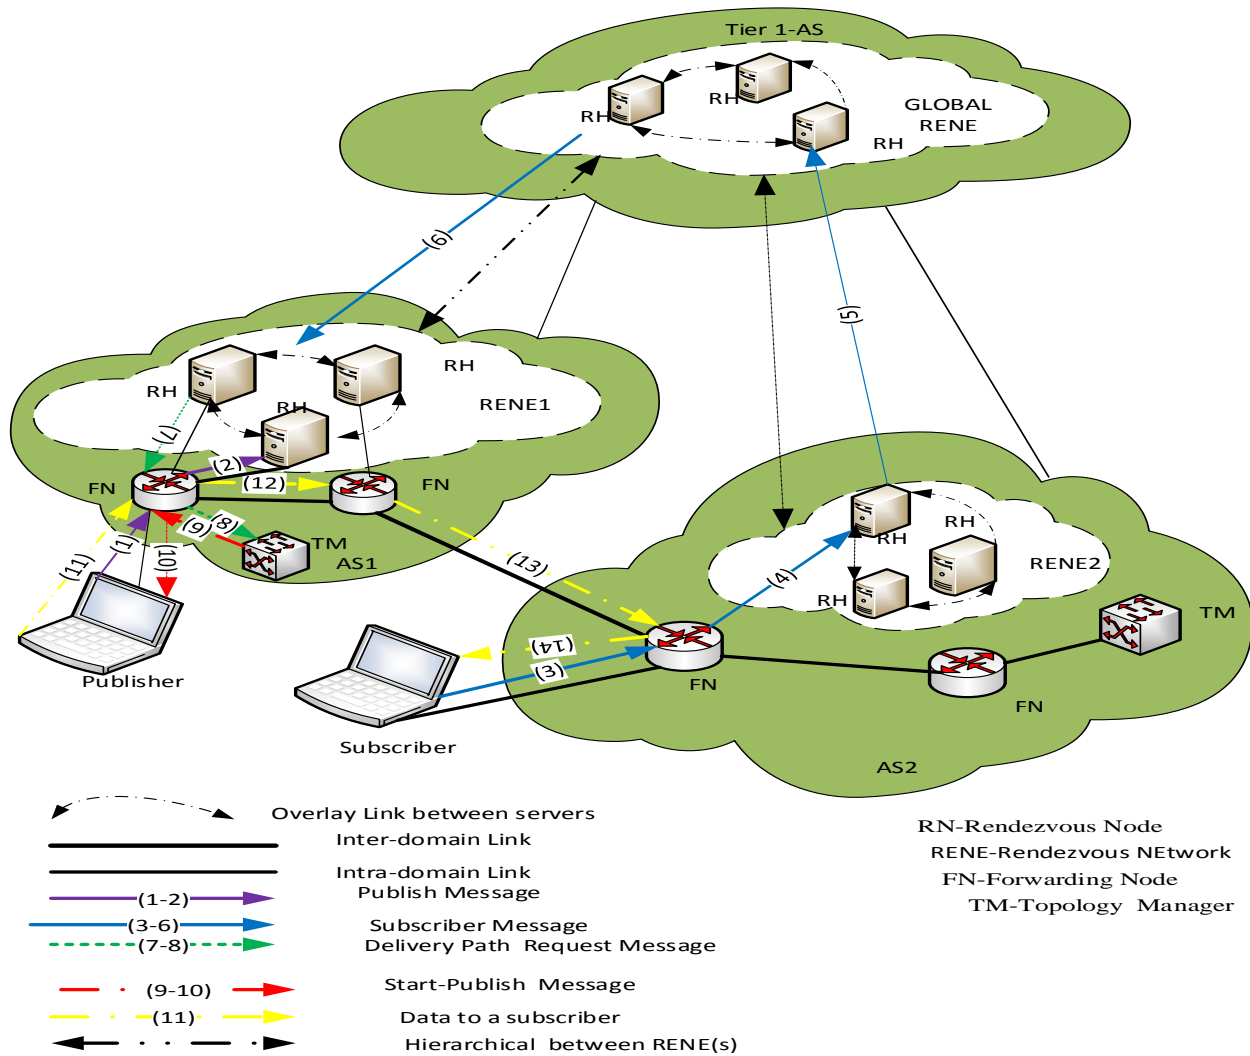 Tier 1-AS
RH
RH
GLOBAL
RENE
RH
(6)
(5)
RH
RH
RH
RENE1
(7)
(2)
FN
(12)
FN
(8)
(9)
TM
AS1
(1)
(10)
(11)
Publisher
(13)
RH
RH
RENE2
RH
(4)
TM
(14)
(3)
FN
FN
Subscriber
AS2
Overlay Link between servers
Inter-domain Link
Intra-domain Link
(1-2) Publish Message
(3-6) Subscriber Message
(7-8) Delivery Path Request Message
(9-10) Start-Publish Message
(11) Data to a subscriber
Hierarchical between RENE(s)
RN-Rendezvous Node
RENE-Rendezvous NEtwork
FN-Forwarding Node
TM-Topology Manager